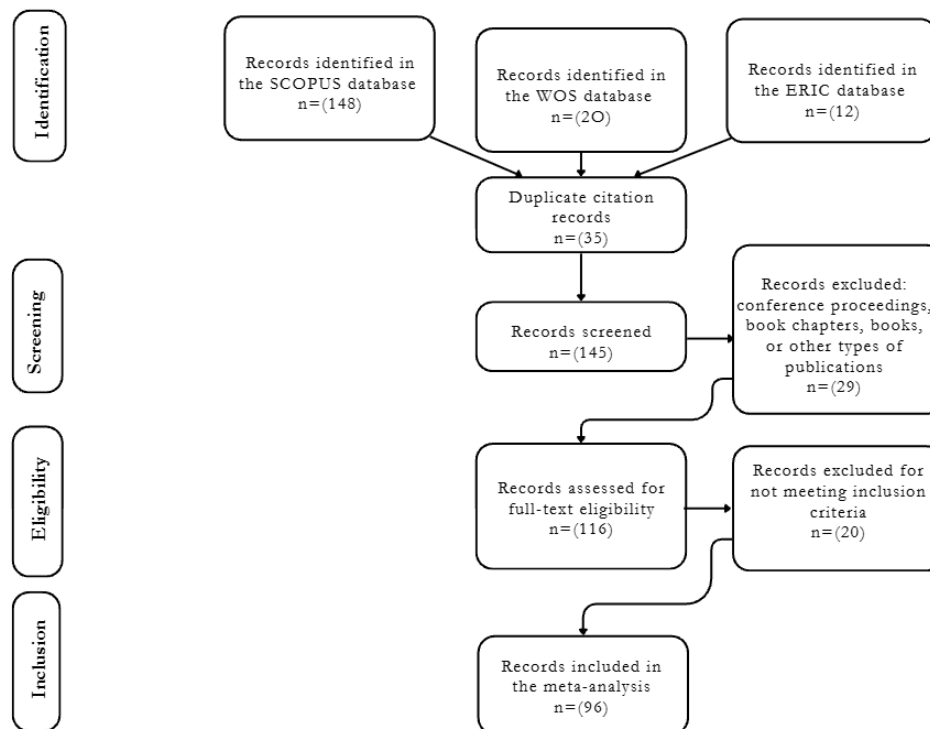 Identification
Records identified in
the SCOPUS database
n=(148)
Records identified in
the WOS database
n=(2O)
Records identified in
the ERIC database
n=(12)
Duplicate citation
records
n=(35)
Screening
Records screened
n=(145)
Records excluded:
conference proceedings,
book chapters, books,
or other types of
publications
n=(29)
Eligibility
Records assessed for
full-text eligibility
n=(116)
Records excluded for
not meeting inclusion
criteria
n=(20)
Inclusion
Records included in
the meta-analysis
n=(96)